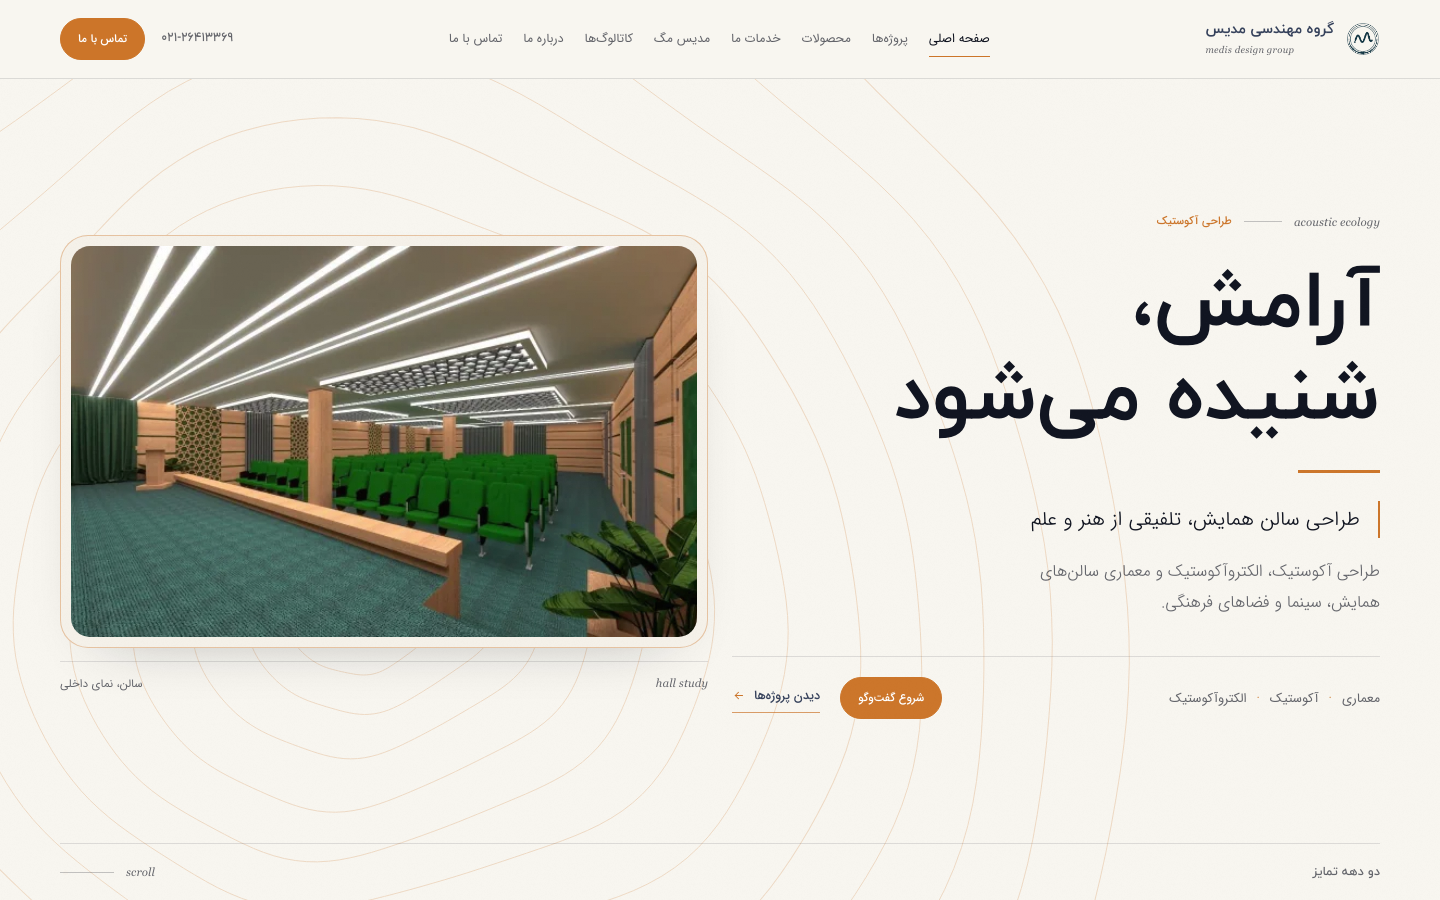 گروه مهندسی مدیس
medis design group
صفحه اصلی
پروژه‌ها
محصولات
خدمات ما
مدیس مگ
کاتالوگ‌ها
درباره ما
تماس با ما
۰۲۱-۲۶۴۱۳۳۶۹
تماس با ما
acoustic ecology
طراحی آکوستیک
آرامش،
شنیده می‌شود
طراحی سالن همایش، تلفیقی از هنر و علم
طراحی آکوستیک، الکتروآکوستیک و معماری سالن‌های
همایش، سینما و فضاهای فرهنگی.
معماری · آکوستیک · الکتروآکوستیک
شروع گفت‌وگو
دیدن پروژه‌ها ←
hall study
سالن، نمای داخلی
دو دهه تمایز
scroll